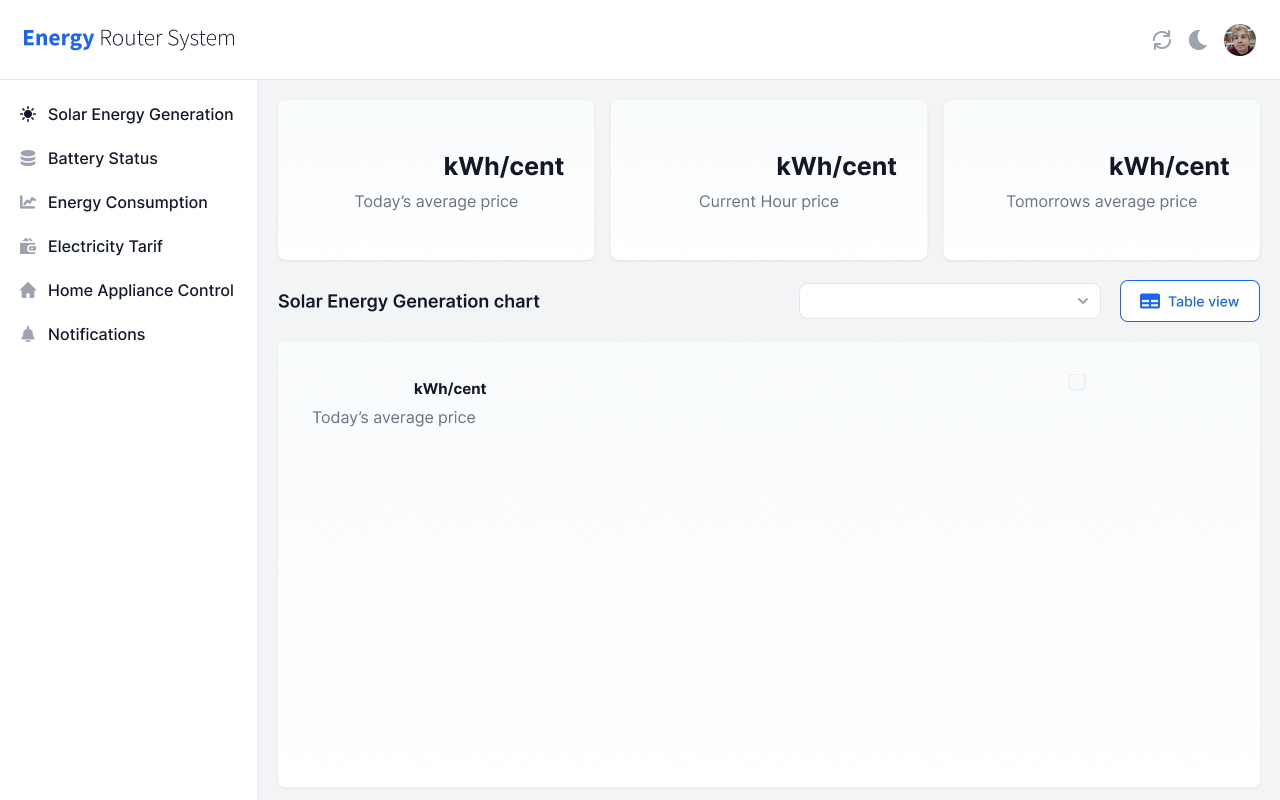 Energy Router System
Solar Energy Generation
Battery Status
Energy Consumption
Electricity Tarif
Home Appliance Control
Notifications
kWh/cent
Today’s average price
kWh/cent
Current Hour price
kWh/cent
Tomorrows average price
Solar Energy Generation chart
Table view
kWh/cent
Today’s average price